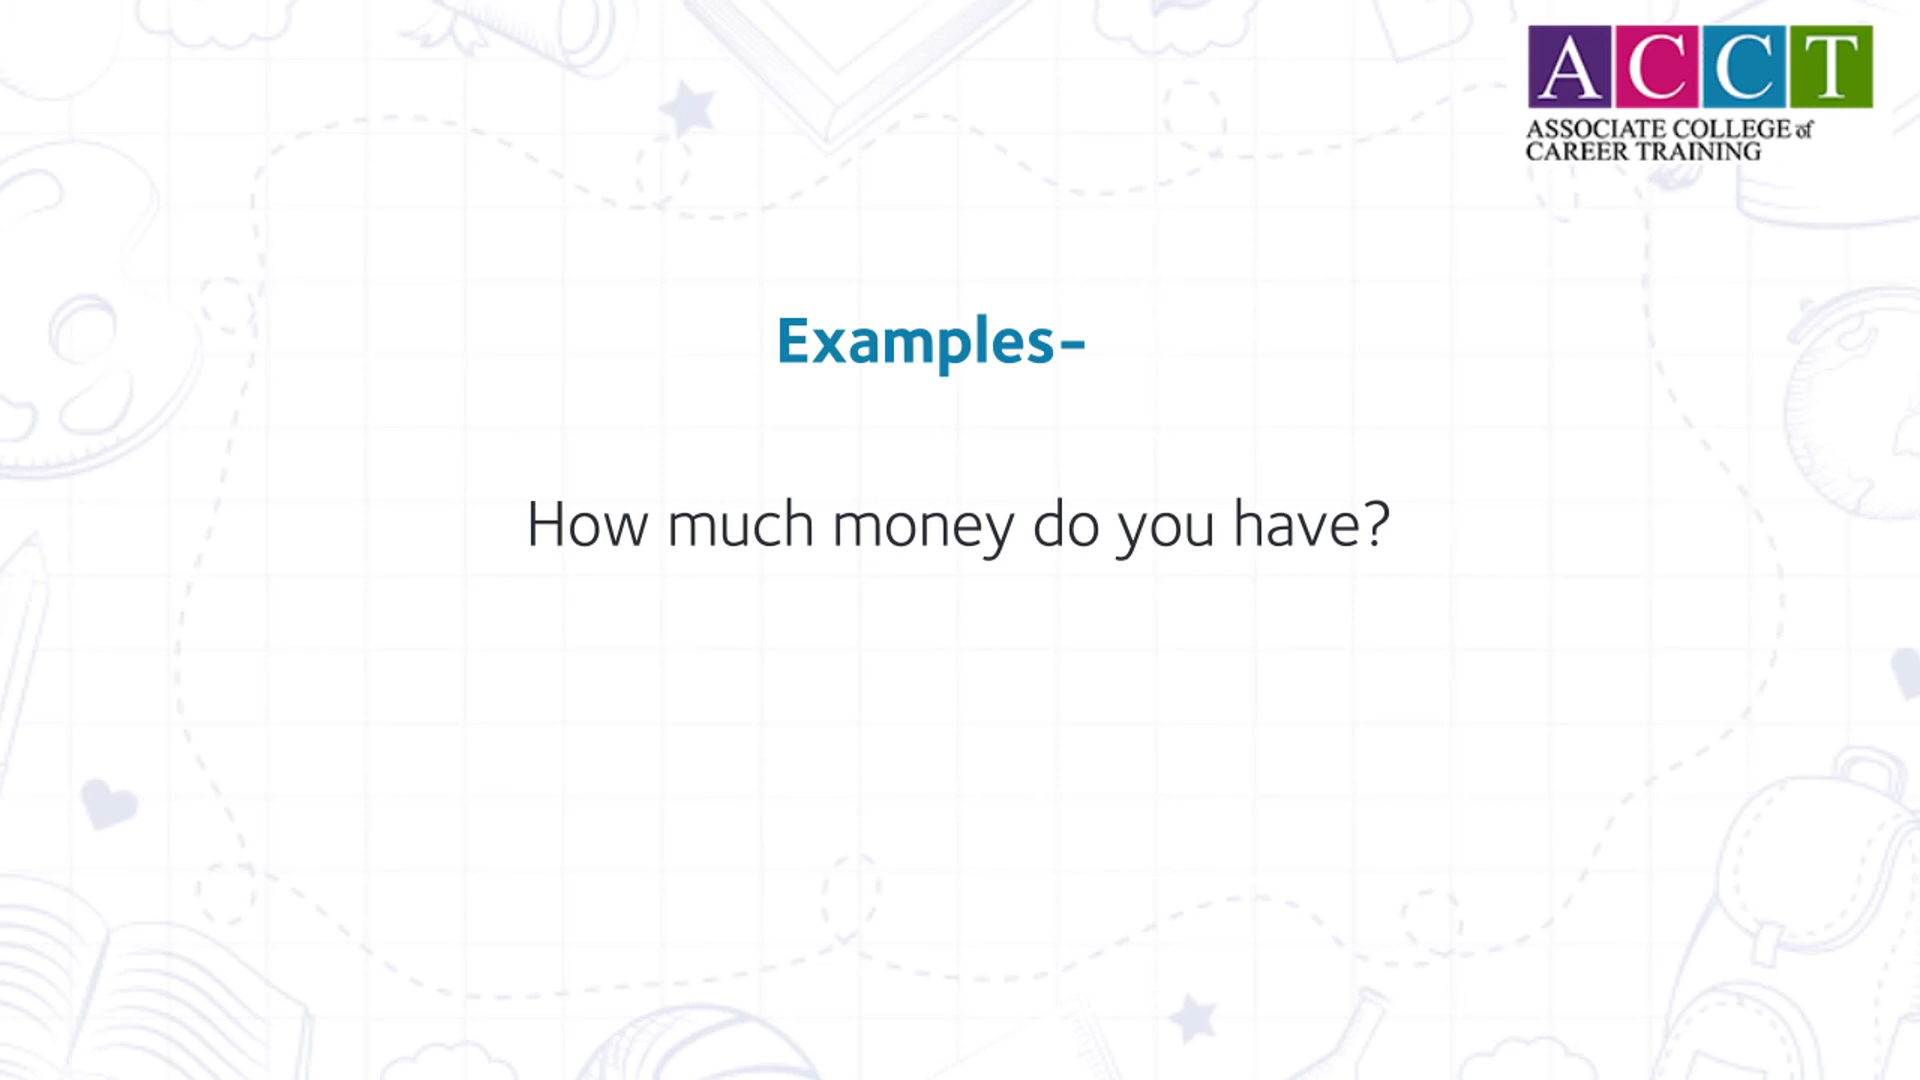 ACCT
ASSOCIATE COLLEGE of
CAREER TRAINING
Examples-
How much money do you have?